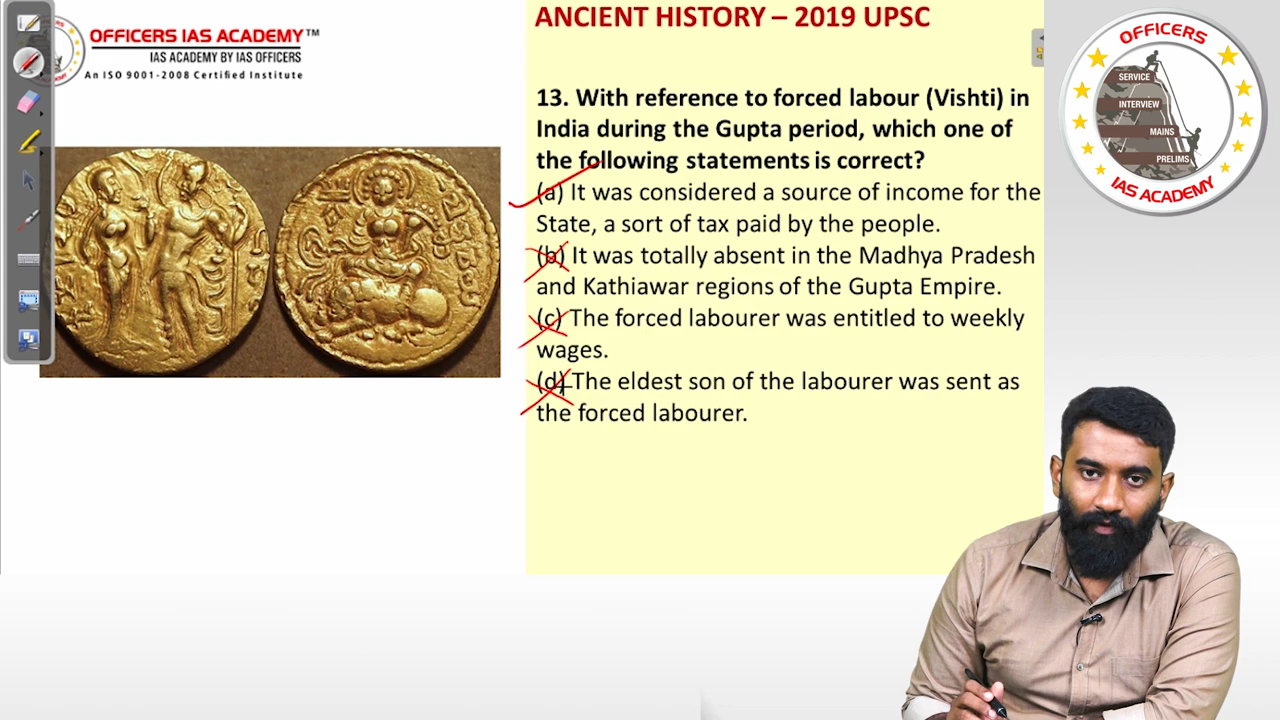 OFFICERS IAS ACADEMY™
IAS ACADEMY BY IAS OFFICERS
An ISO 9001-2008 Certified Institute
ANCIENT HISTORY – 2019 UPSC
13. With reference to forced labour (Vishti) in
India during the Gupta period, which one of
the following statements is correct?
(a) It was considered a source of income for the
State, a sort of tax paid by the people.
(b) It was totally absent in the Madhya Pradesh
and Kathiawar regions of the Gupta Empire.
(c) The forced labourer was entitled to weekly
wages.
(d) The eldest son of the labourer was sent as
the forced labourer.
OFFICERS
SERVICE
INTERVIEW
MAINS
PRELIMS
IAS ACADEMY